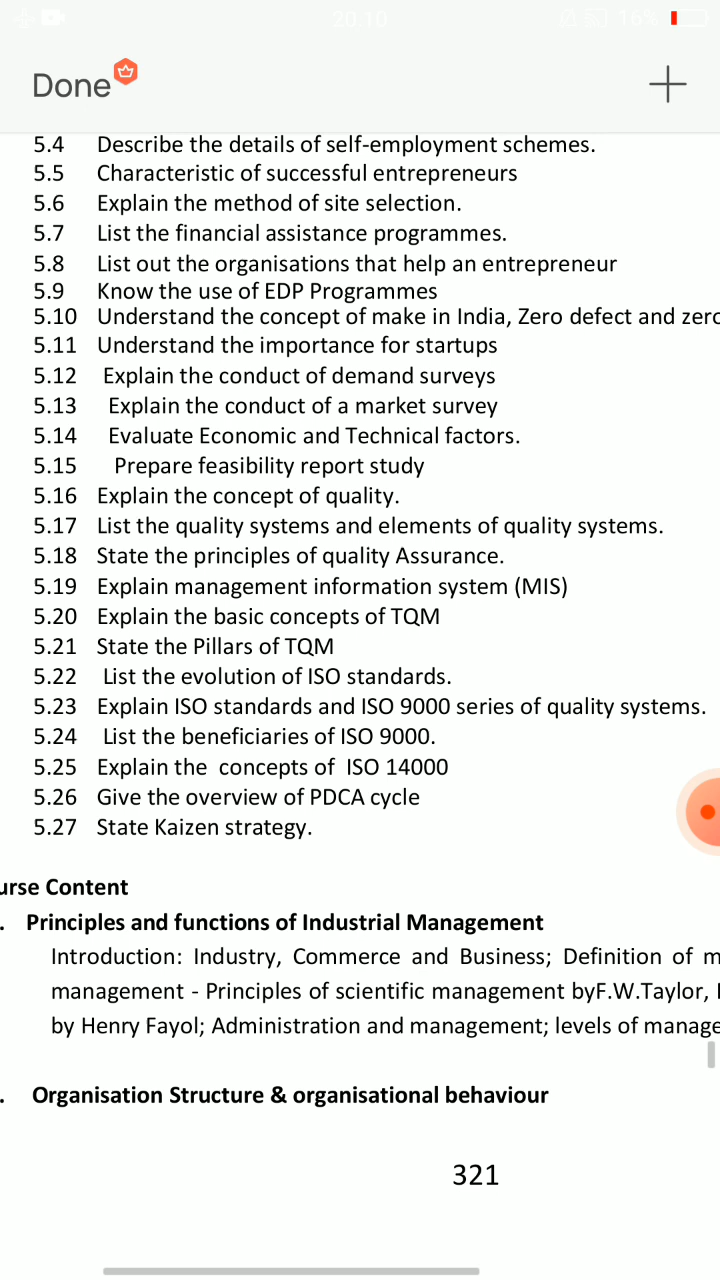 20:10
16%
Done
5.4 Describe the details of self-employment schemes.
5.5 Characteristic of successful entrepreneurs
5.6 Explain the method of site selection.
5.7 List the financial assistance programmes.
5.8 List out the organisations that help an entrepreneur
5.9 Know the use of EDP Programmes
5.10 Understand the concept of make in India, Zero defect and zero
5.11 Understand the importance for startups
5.12 Explain the conduct of demand surveys
5.13 Explain the conduct of a market survey
5.14 Evaluate Economic and Technical factors.
5.15 Prepare feasibility report study
5.16 Explain the concept of quality.
5.17 List the quality systems and elements of quality systems.
5.18 State the principles of quality Assurance.
5.19 Explain management information system (MIS)
5.20 Explain the basic concepts of TQM
5.21 State the Pillars of TQM
5.22 List the evolution of ISO standards.
5.23 Explain ISO standards and ISO 9000 series of quality systems.
5.24 List the beneficiaries of ISO 9000.
5.25 Explain the concepts of ISO 14000
5.26 Give the overview of PDCA cycle
5.27 State Kaizen strategy.
urse Content
. Principles and functions of Industrial Management
Introduction: Industry, Commerce and Business; Definition of m
management - Principles of scientific management byF.W.Taylor,
by Henry Fayol; Administration and management; levels of manage
. Organisation Structure & organisational behaviour
321